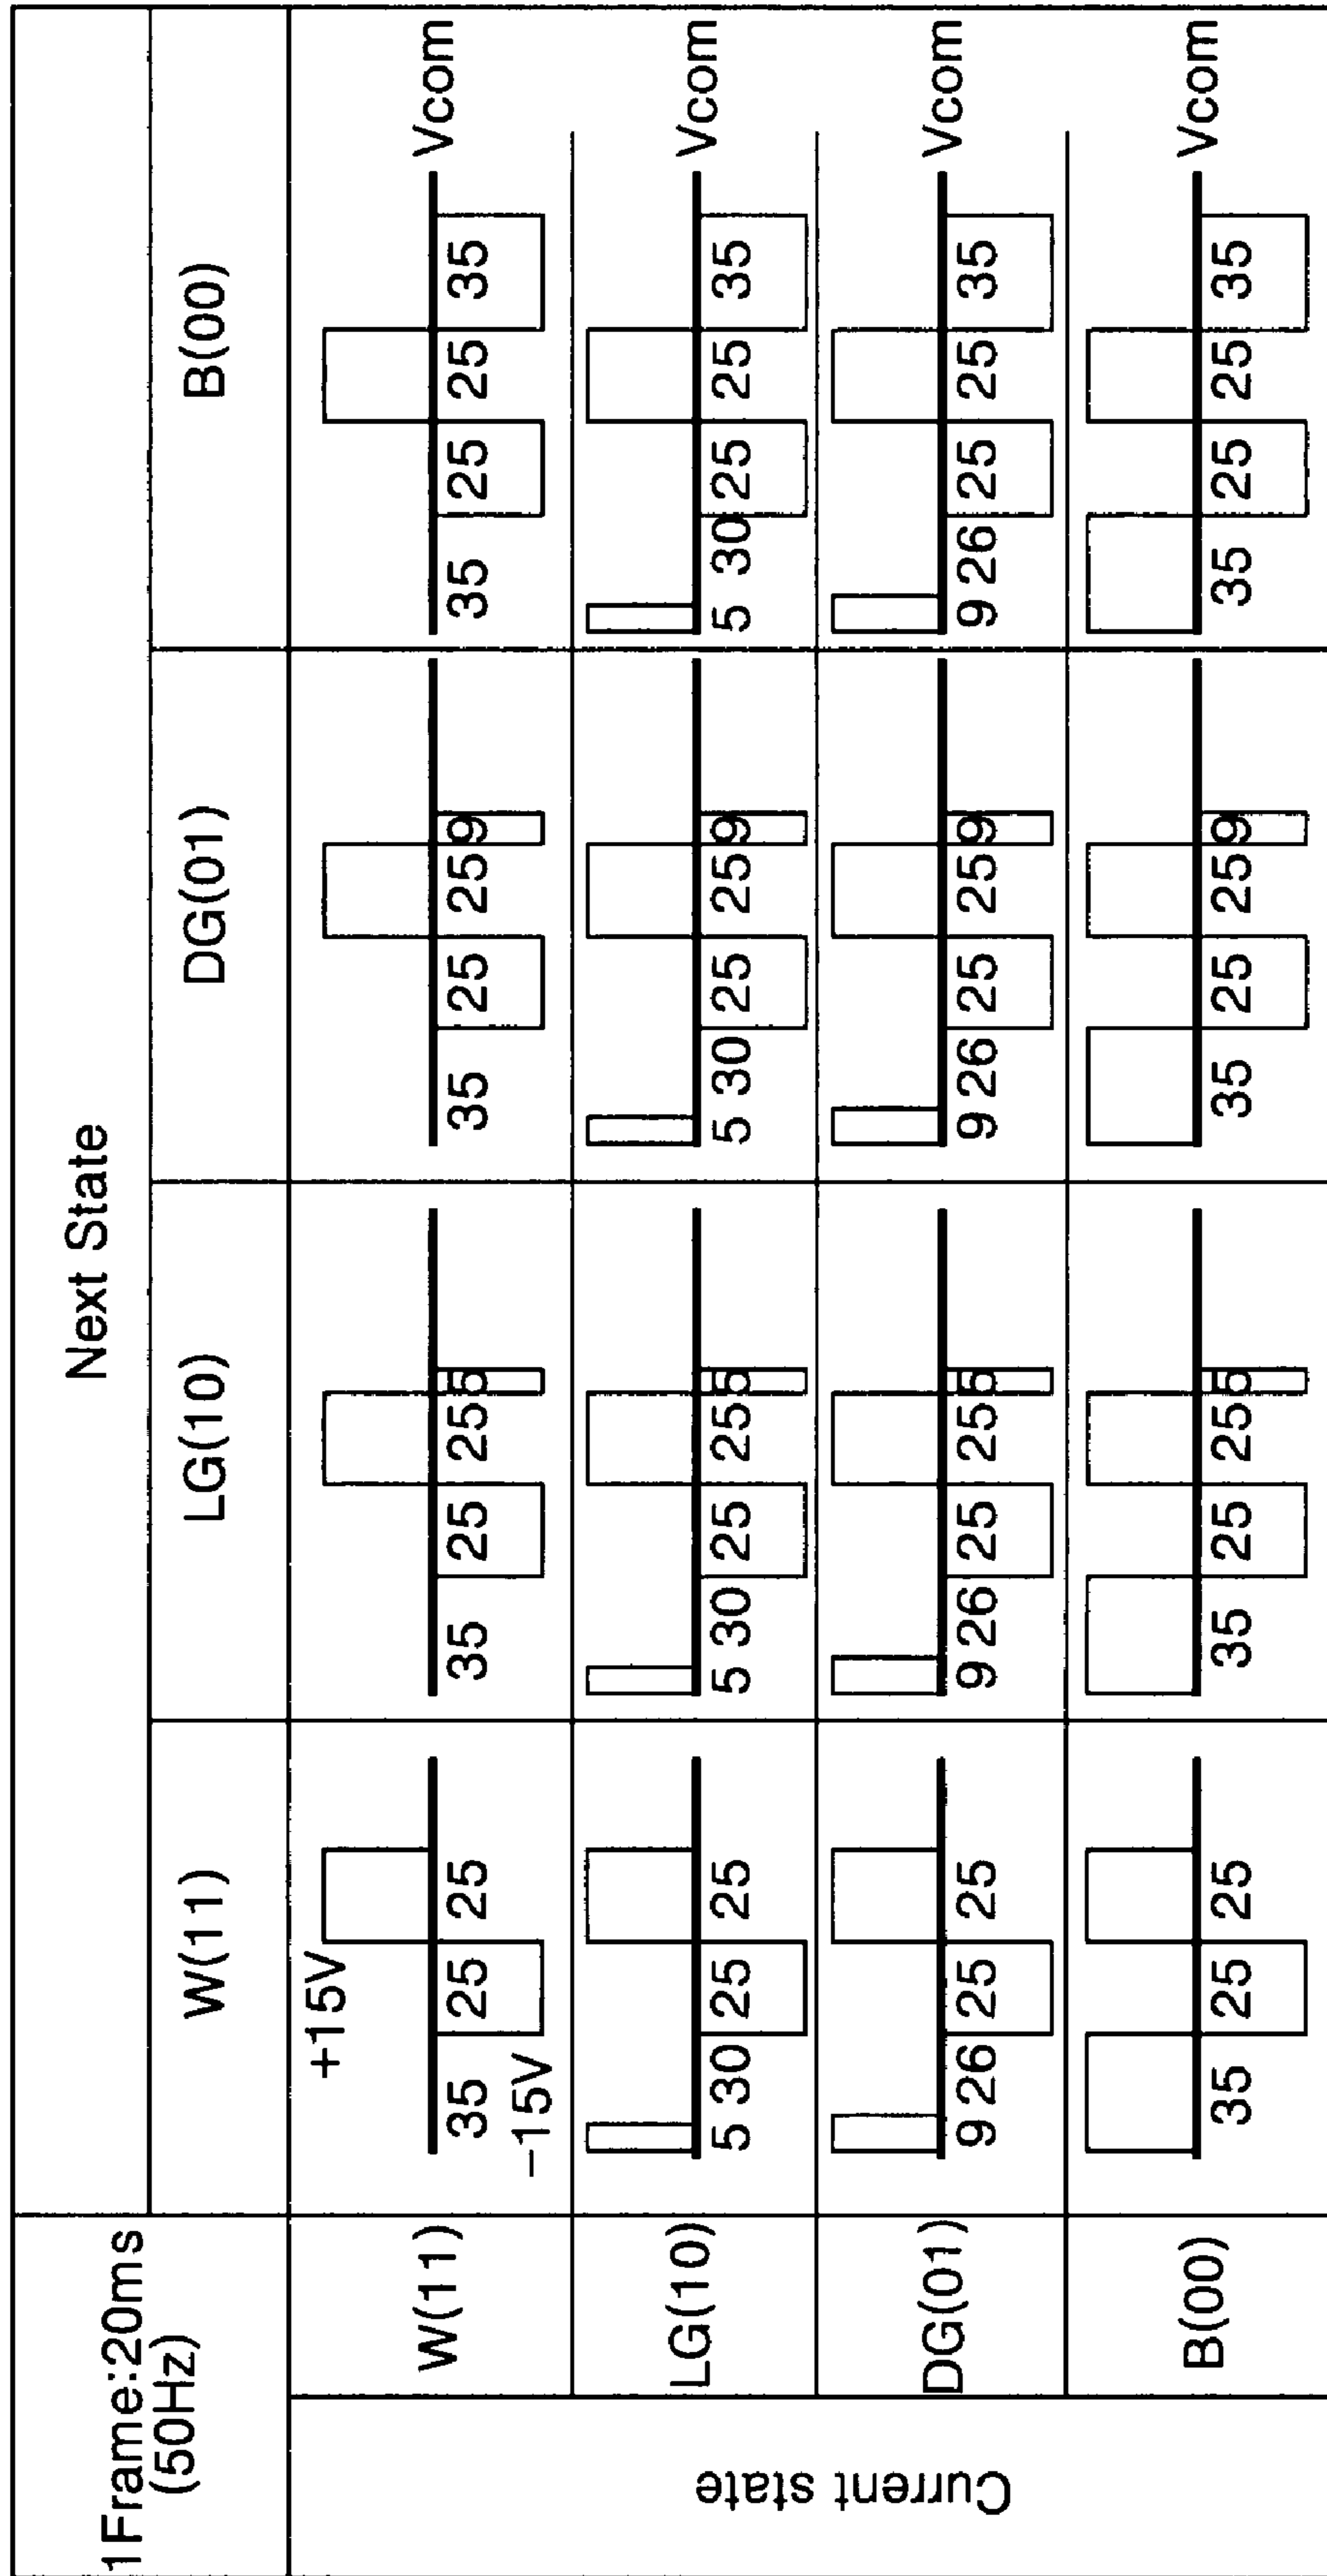 1Frame:20ms
(50Hz)
Next State
W(11) LG(10) DG(01) B(00)
Current state
W(11)
+15V
-15V
35 25 25
35 25 25 5
35 25 25 9
35 25 25 35
Vcom
LG(10)
5 30 25 25
5 30 25 25 5
5 30 25 25 9
5 30 25 25 35
Vcom
DG(01)
9 26 25 25
9 26 25 25 5
9 26 25 25 9
9 26 25 25 35
Vcom
B(00)
35 25 25
35 25 25 5
35 25 25 9
35 25 25 35
Vcom